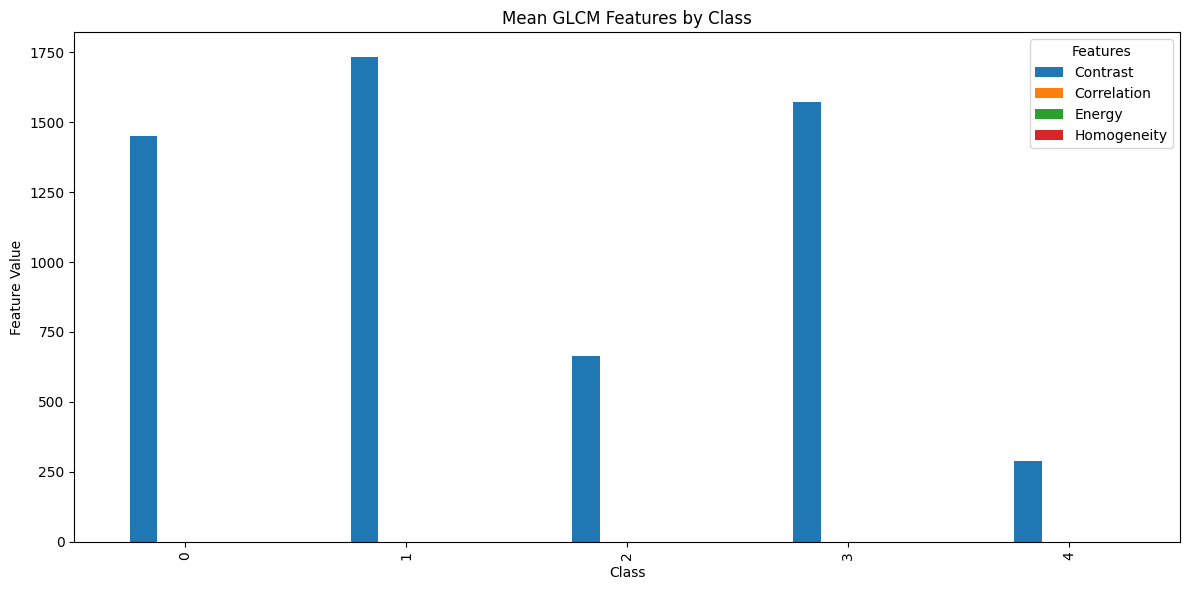 Mean GLCM Features by Class
Features
Contrast
Correlation
Energy
Homogeneity
Feature Value
1750
1500
1250
1000
750
500
250
0
0
1
2
3
4
Class